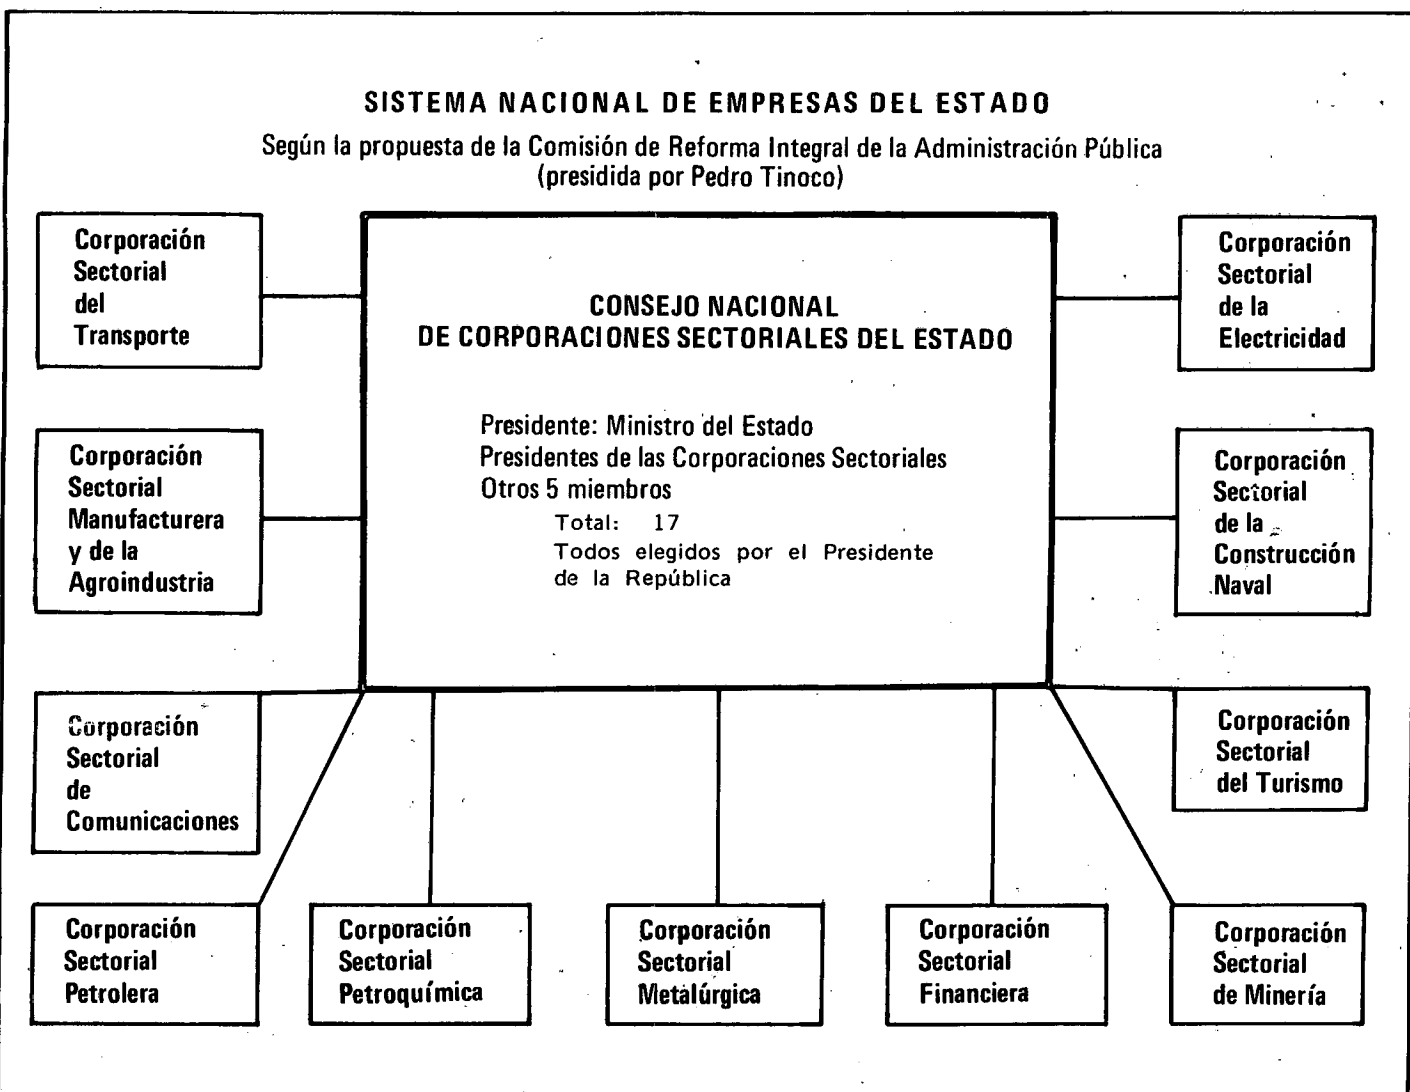 SISTEMA NACIONAL DE EMPRESAS DEL ESTADO
Según la propuesta de la Comisión de Reforma Integral de la Administración Pública
(presidida por Pedro Tinoco)
Corporación
Sectorial
del
Transporte
CONSEJO NACIONAL
DE CORPORACIONES SECTORIALES DEL ESTADO
Presidente: Ministro del Estado
Presidentes de las Corporaciones Sectoriales
Otros 5 miembros
Total: 17
Todos elegidos por el Presidente
de la República
Corporación
Sectorial
de la
Electricidad
Corporación
Sectorial
Manufacturera
y de la
Agroindustria
Corporación
Sectorial
de la
Construcción
Naval
Corporación
Sectorial
de
Comunicaciones
Corporación
Sectorial
del Turismo
Corporación
Sectorial
Petrolera
Corporación
Sectorial
Petroquímica
Corporación
Sectorial
Metalúrgica
Corporación
Sectorial
Financiera
Corporación
Sectorial
de Minería